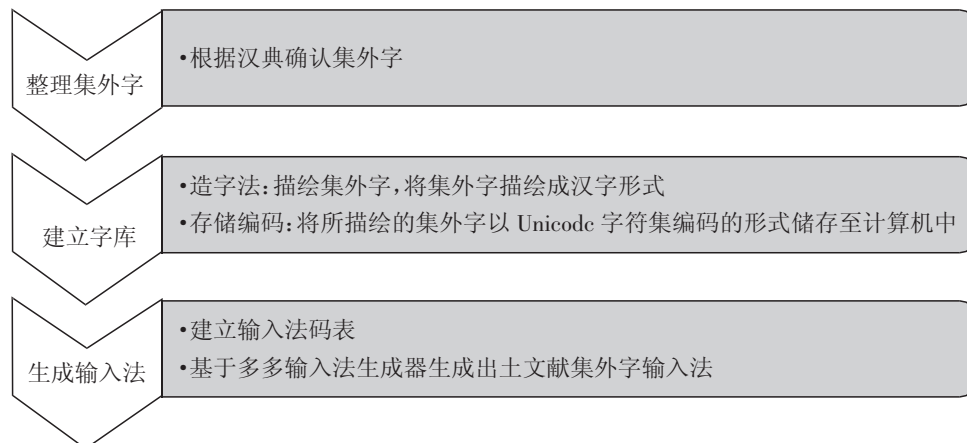 整理集外字
•根据汉典确认集外字
建立字库
•造字法：描绘集外字，将集外字描绘成汉字形式
•存储编码：将所描绘的集外字以 Unicodc 字符集编码的形式储存至计算机中
生成输入法
•建立输入法码表
•基于多多输入法生成器生成出土文献集外字输入法